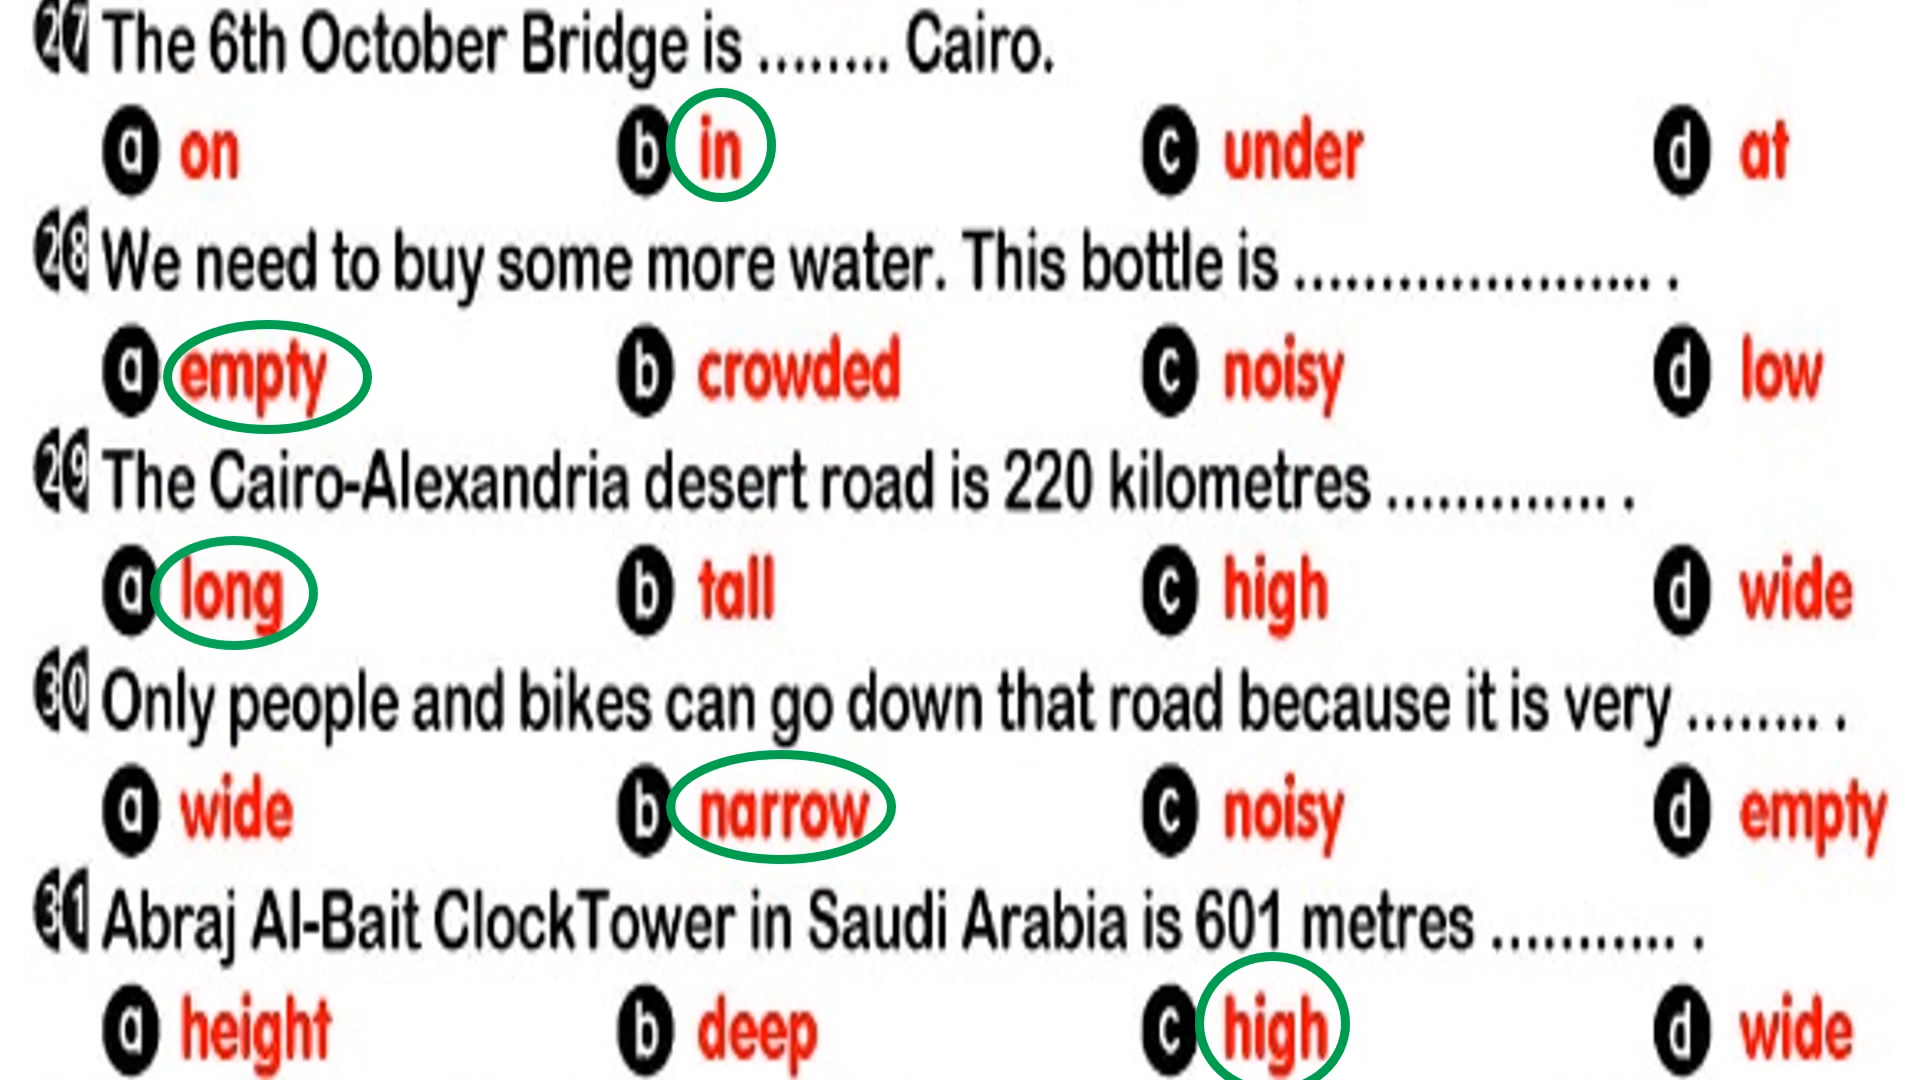 27 The 6th October Bridge is ........ Cairo.
a on b in c under d at
28 We need to buy some more water. This bottle is ..................... .
a empty b crowded c noisy d low
29 The Cairo-Alexandria desert road is 220 kilometres ............. .
a long b tall c high d wide
30 Only people and bikes can go down that road because it is very ........ .
a wide b narrow c noisy d empty
31 Abraj Al-Bait ClockTower in Saudi Arabia is 601 metres ........... .
a height b deep c high d wide